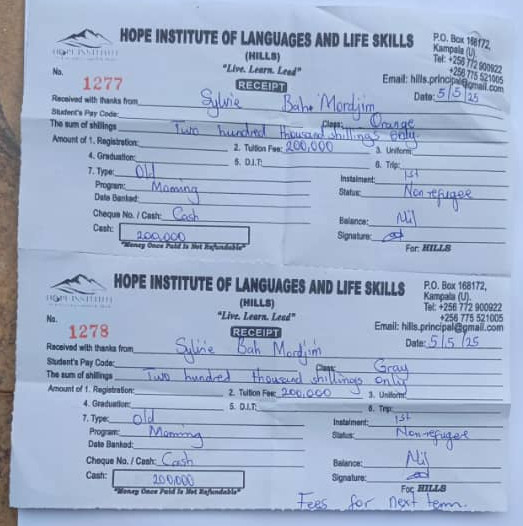 HOPE INSTITUTE OF LANGUAGES AND LIFE SKILLS
(HILLS)
"Live. Learn. Lead"
RECEIPT
P.O. Box 168172,
Kampala (U).
Tel: +256 772 900922
+256 775 521005
Email: hills.principal@gmail.com
HOPE INSTITUTE
No. 1277
Date: 5/5/25
Received with thanks from Sylvie Bah Mordjim
Student's Pay Code: Class: Orange
The sum of shillings Two hundred thousand shillings only.
Amount of 1. Registration: 2. Tuition Fee: 200,000 3. Uniform:
4. Graduation: 5. D.I.T: 6. Trip:
7. Type: Old Instalment: 1st
Program: Morning Status: Non refugee
Date Banked:
Cheque No. / Cash: Cash Balance: Nil
Cash: 200,000 Signature:
"Money Once Paid Is Not Refundable" For: HILLS
HOPE INSTITUTE OF LANGUAGES AND LIFE SKILLS
(HILLS)
"Live. Learn. Lead"
RECEIPT
P.O. Box 168172,
Kampala (U).
Tel: +256 772 900922
+256 775 521005
Email: hills.principal@gmail.com
HOPE INSTITUTE
No. 1278
Date: 5/5/25
Received with thanks from Sylvie Bah Mordjim
Student's Pay Code: Class: Gray
The sum of shillings Two hundred thousand shillings only
Amount of 1. Registration: 2. Tuition Fee: 200,000 3. Uniform:
4. Graduation: 5. D.I.T: 6. Trip:
7. Type: Old Instalment: 1st
Program: Morning Status: Non-refugee
Date Banked:
Cheque No. / Cash: Cash Balance: Nil
Cash: 200,000 Signature:
"Money Once Paid Is Not Refundable" For: HILLS
Fees for next term.